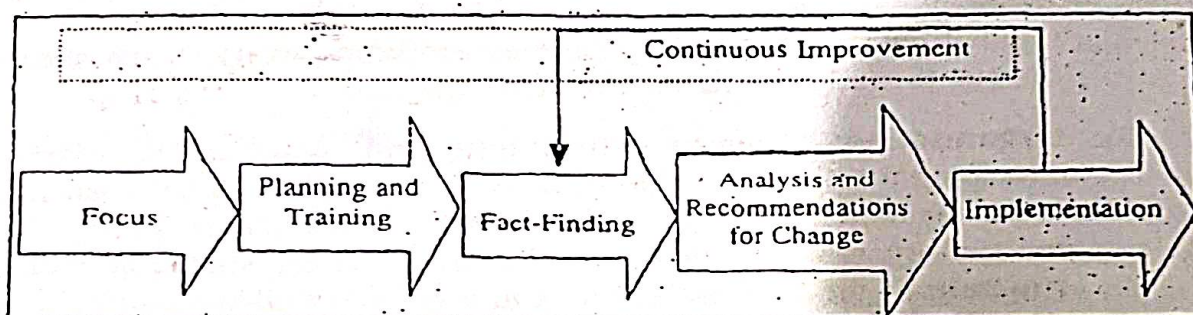 Continuous Improvement
Focus
Planning and
Training
Fact-Finding
Analysis and
Recommendations
for Change
Implementation